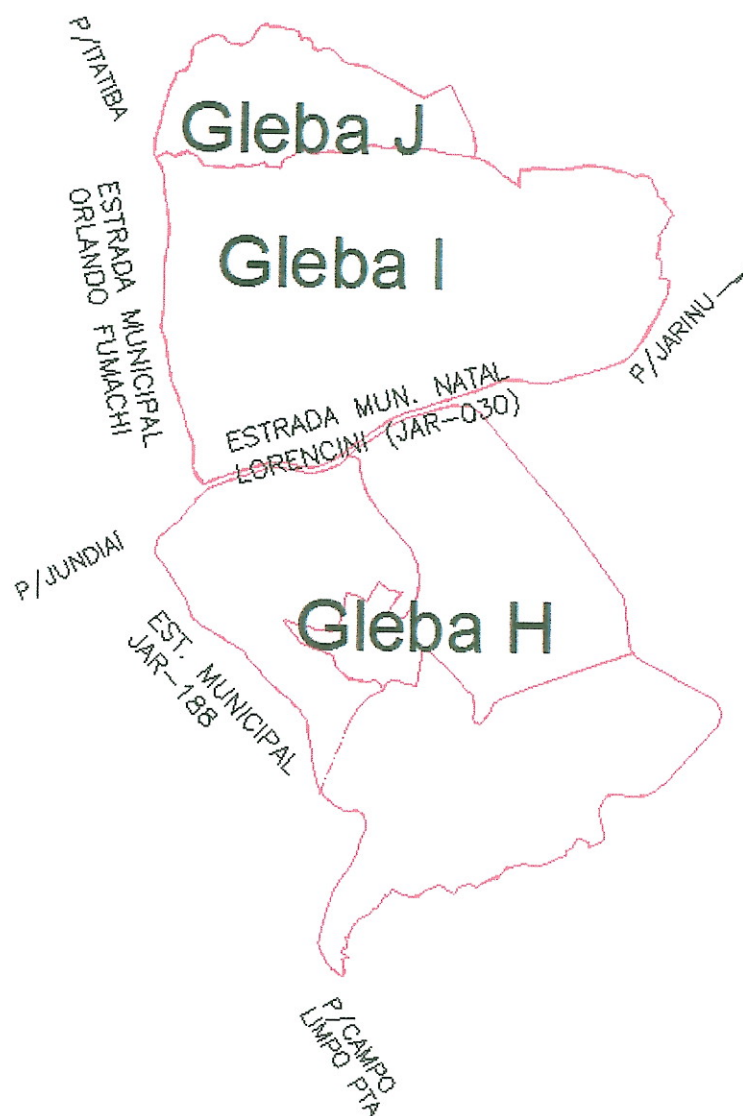 P/ITATIBA
Gleba J
ESTRADA MUNICIPAL
ORLANDO FUMACHI
Gleba I
P/JARINU
ESTRADA MUN. NATAL
LORENCINI (JAR-030)
P/JUNDIAÍ
Gleba H
EST. MUNICIPAL
JAR-188
P/CAMPO
LIMPO PTA